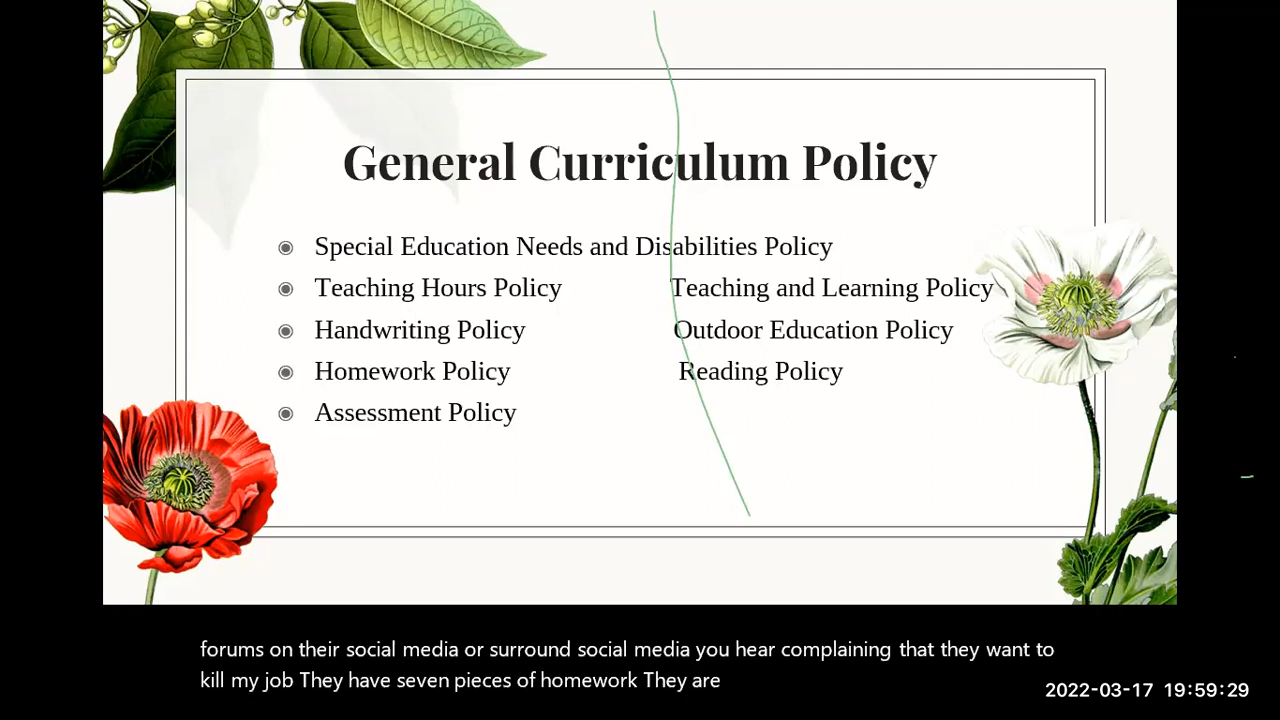 General Curriculum Policy
Special Education Needs and Disabilities Policy
Teaching Hours Policy Teaching and Learning Policy
Handwriting Policy Outdoor Education Policy
Homework Policy Reading Policy
Assessment Policy
forums on their social media or surround social media you hear complaining that they want to
kill my job They have seven pieces of homework They are
2022-03-17 19:59:29